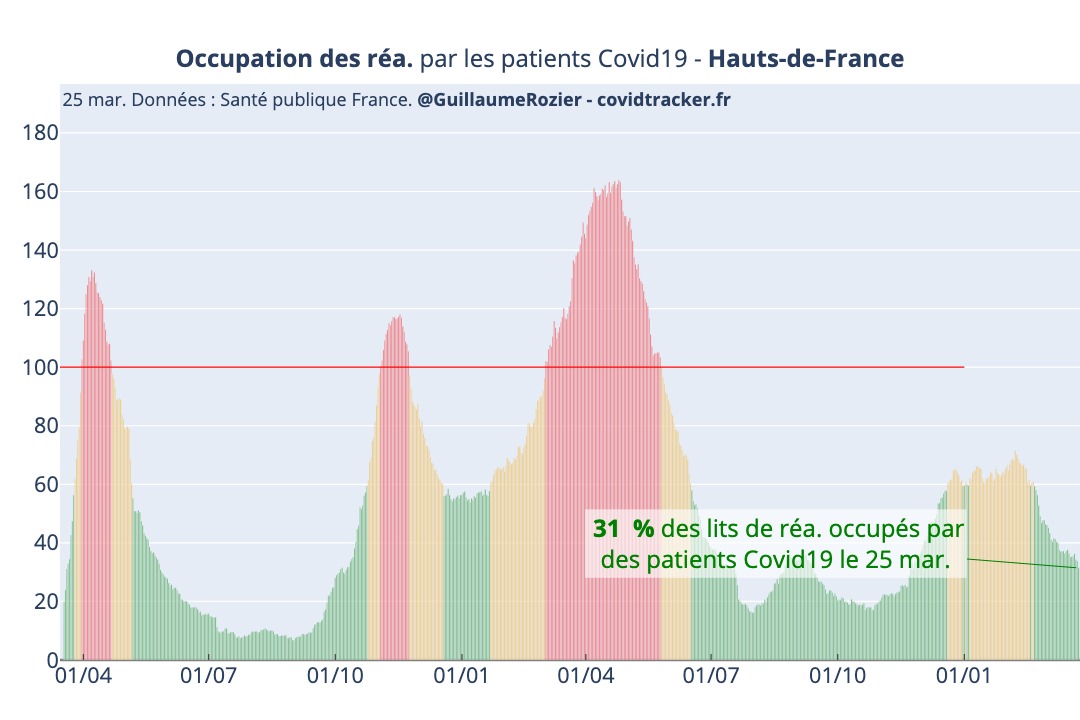 Occupation des réa. par les patients Covid19 - Hauts-de-France
25 mar. Données : Santé publique France. @GuillaumeRozier - covidtracker.fr
180
160
140
120
100
80
60
40
20
0
31 % des lits de réa. occupés par
des patients Covid19 le 25 mar.
01/04 01/07 01/10 01/01 01/04 01/07 01/10 01/01